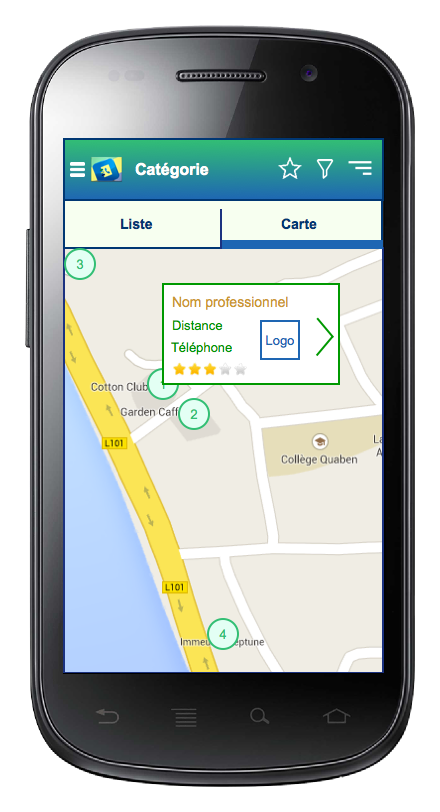 Catégorie
Liste
Carte
3
Nom professionnel
Distance
Téléphone
Logo
Cotton Club
1
Garden Caff
2
L101
Collège Quaben
La
A
L101
4
Immeu
eptune